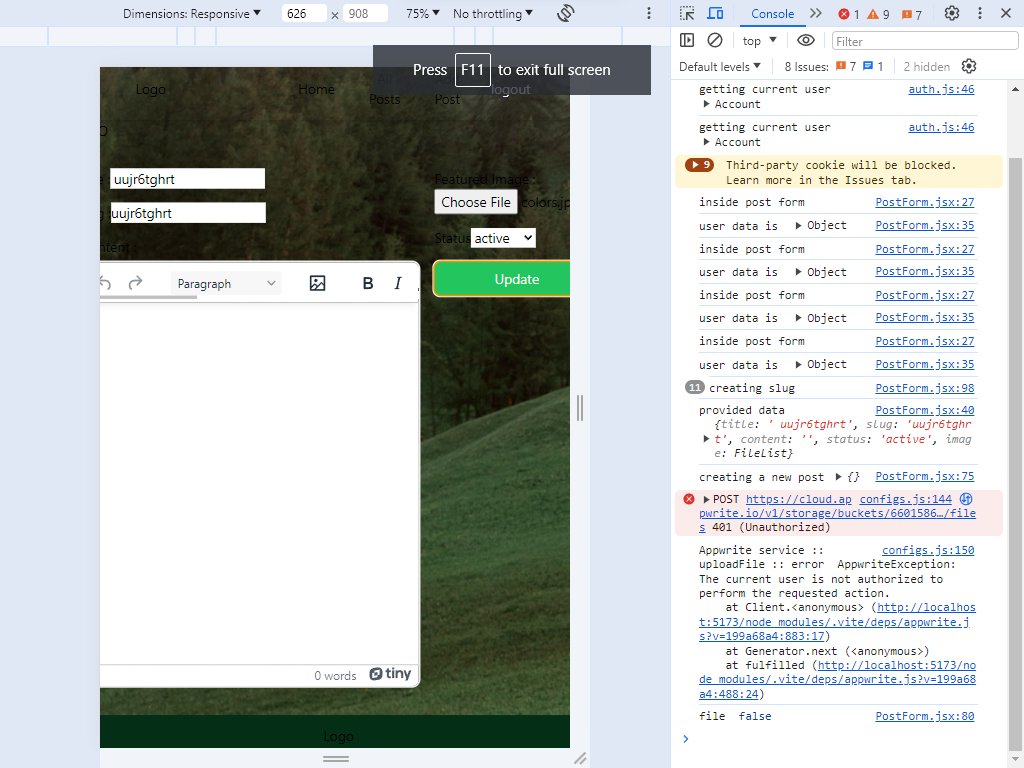 Dimensions: Responsive ▼ 626 × 908 75% ▼ No throttling ▼
Press F11 to exit full screen
Logo Home All Posts Post logout
uujr6tghrt
uujr6tghrt
Featured Image :
Choose File colors.jp
Status active
Update
Paragraph B I
0 words tiny
Logo
Console 1 9 7
top ▼ Filter
Default levels ▼ 8 Issues: 7 1 2 hidden
getting current user auth.js:46
▶ Account
getting current user auth.js:46
▶ Account
▶ 9 Third-party cookie will be blocked.
Learn more in the Issues tab.
inside post form PostForm.jsx:27
user data is ▶ Object PostForm.jsx:35
inside post form PostForm.jsx:27
user data is ▶ Object PostForm.jsx:35
inside post form PostForm.jsx:27
user data is ▶ Object PostForm.jsx:35
inside post form PostForm.jsx:27
user data is ▶ Object PostForm.jsx:35
11 creating slug PostForm.jsx:98
provided data PostForm.jsx:40
{title: ' uujr6tghrt', slug: 'uujr6tghr
▶ t', content: '', status: 'active', imag
e: FileList}
creating a new post ▶ {} PostForm.jsx:75
▶ POST https://cloud.ap configs.js:144
pwrite.io/v1/storage/buckets/6601586…/file
s 401 (Unauthorized)
Appwrite service :: configs.js:150
uploadFile :: error AppwriteException:
The current user is not authorized to
perform the requested action.
at Client.<anonymous> (http://localhos
t:5173/node_modules/.vite/deps/appwrite.j
s?v=199a68a4:883:17)
at Generator.next (<anonymous>)
at fulfilled (http://localhost:5173/no
de_modules/.vite/deps/appwrite.js?v=199a68
a4:488:24)
file false PostForm.jsx:80